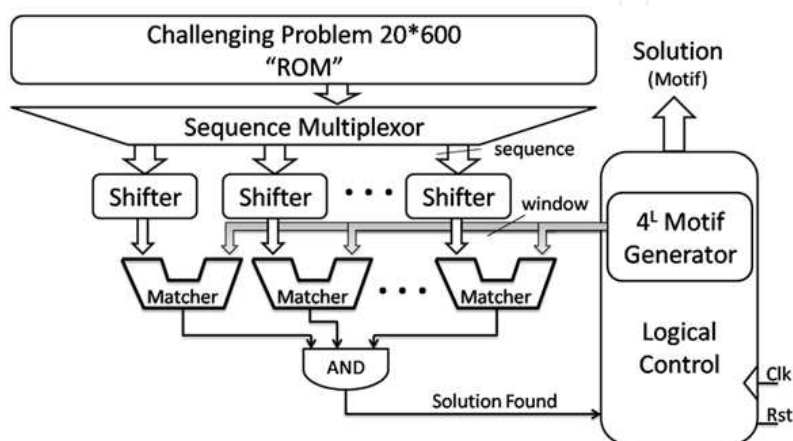 Challenging Problem 20*600
“ROM”
Solution
(Motif)
Sequence Multiplexor
sequence
Shifter
Shifter
• • •
Shifter
window
4ᴸ Motif
Generator
Matcher
Matcher
• • •
Matcher
Logical
Control
AND
Clk
Solution Found
Rst